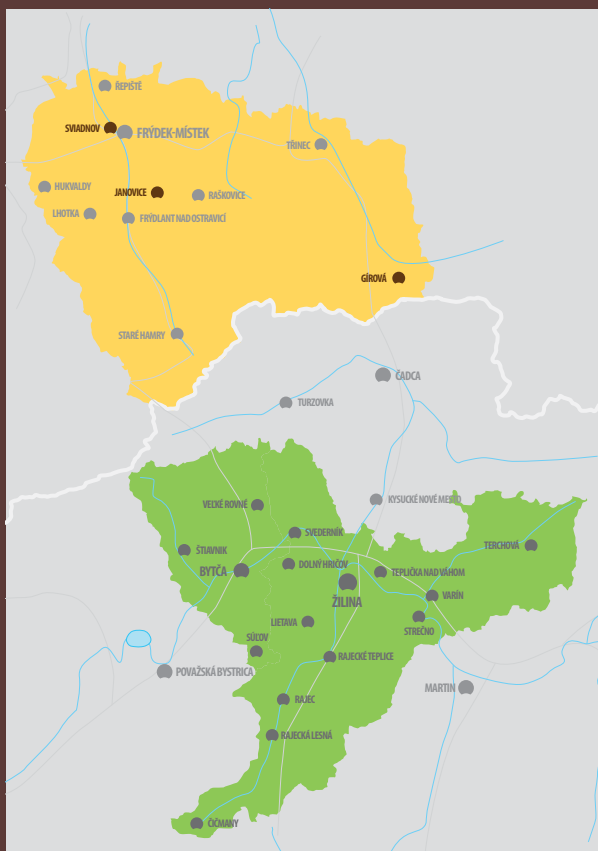 ŘEPIŠTĚ
SVIADNOV
FRÝDEK-MÍSTEK
TŘINEC
HUKVALDY
JANOVICE
RAŠKOVICE
LHOTKA
FRÝDLANT NAD OSTRAVICÍ
GÍROVÁ
STARÉ HAMRY
ČADCA
TURZOVKA
KYSUCKÉ NOVÉ MESTO
VEĽKÉ ROVNÉ
SVEDERNÍK
TERCHOVÁ
ŠTIAVNIK
DOLNÝ HRIČOV
BYTČA
TEPLIČKA NAD VÁHOM
ŽILINA
VARÍN
LIETAVA
STREČNO
SÚĽOV
RAJECKÉ TEPLICE
POVAŽSKÁ BYSTRICA
MARTIN
RAJEC
RAJECKÁ LESNÁ
ČIČMANY